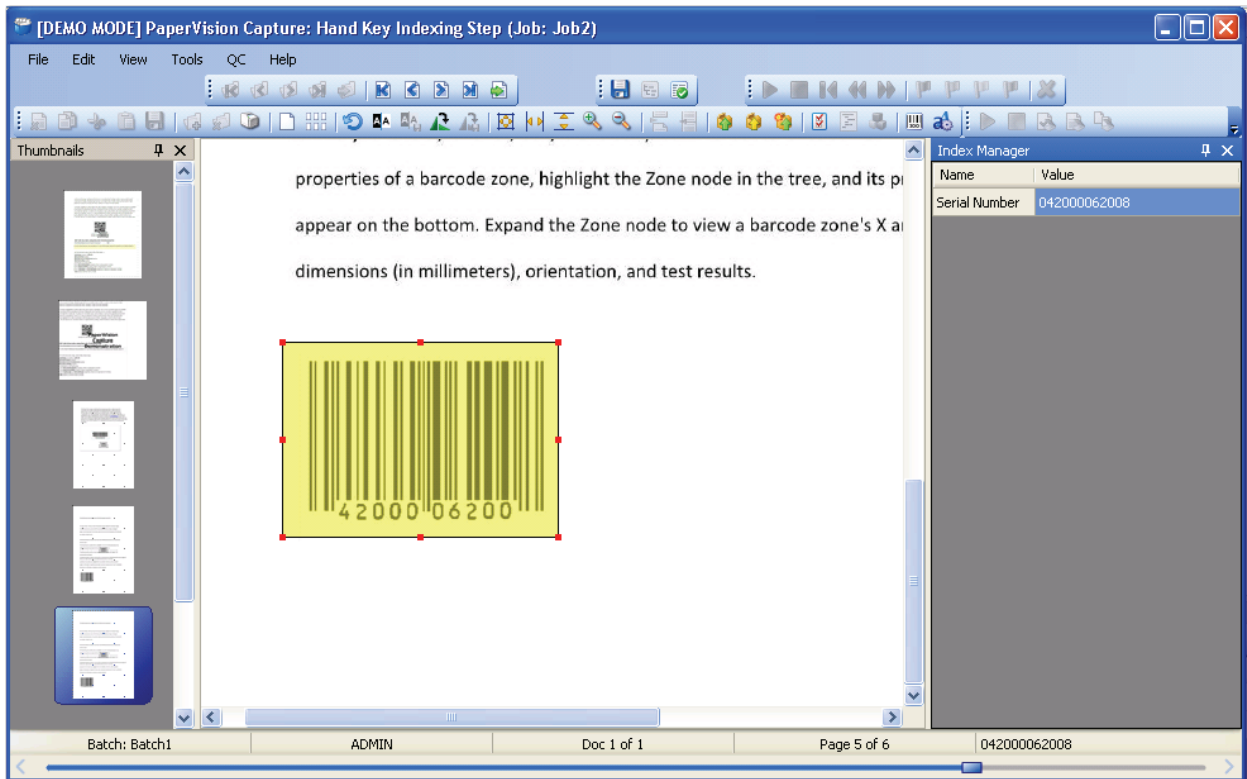 [DEMO MODE] PaperVision Capture: Hand Key Indexing Step (Job: Job2)
File Edit View Tools QC Help
Thumbnails
properties of a barcode zone, highlight the Zone node in the tree, and its
appear on the bottom. Expand the Zone node to view a barcode zone's X
dimensions (in millimeters), orientation, and test results.
42000 06200
Index Manager
Name Value
Serial Number 042000062008
Batch: Batch1 ADMIN Doc 1 of 1 Page 5 of 6 042000062008